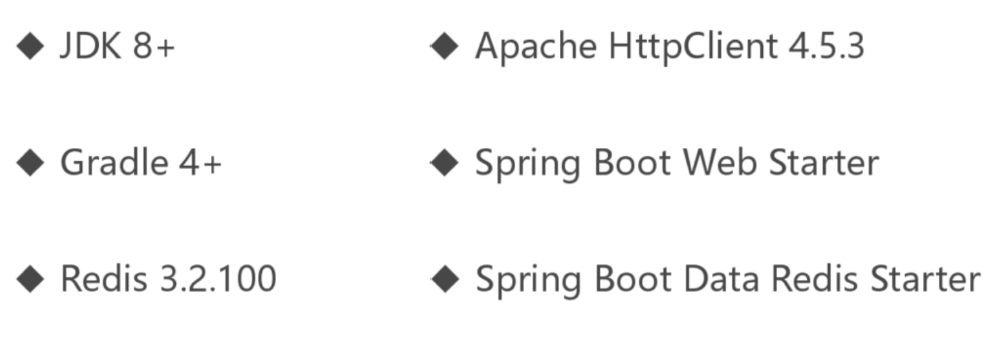 ◆ JDK 8+
◆ Apache HttpClient 4.5.3
◆ Gradle 4+
◆ Spring Boot Web Starter
◆ Redis 3.2.100
◆ Spring Boot Data Redis Starter